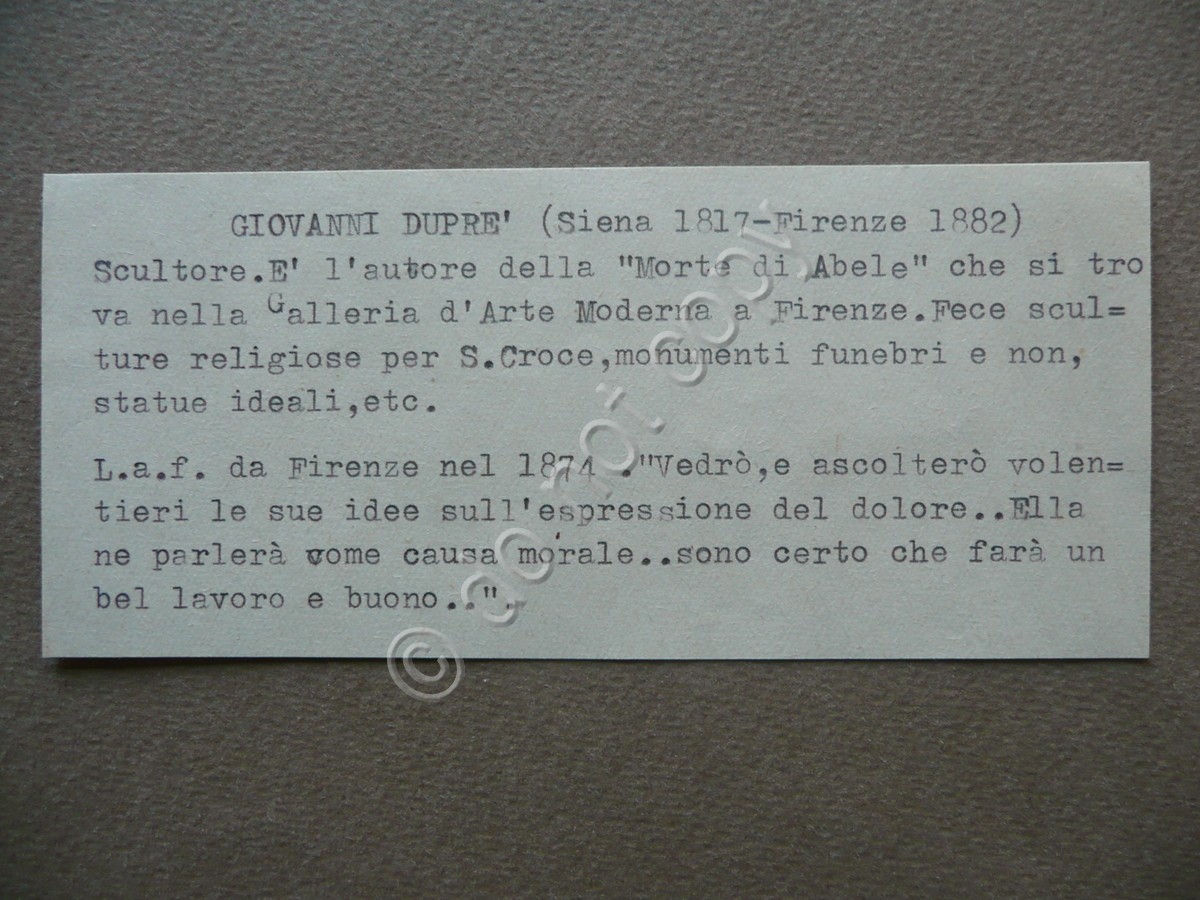 GIOVANNI DUPRE' (Siena 1817-Firenze 1882)
Scultore.E' l'autore della "Morte di Abele" che si tro
va nella Galleria d'Arte Moderna a Firenze.Fece scul=
ture religiose per S.Croce,monumenti funebri e non,
statue ideali,etc.
L.a.f. da Firenze nel 1874 ."Vedrò,e ascolterò volen=
tieri le sue idee sull'espressione del dolore..Ella
ne parlerà come causa morale..sono certo che farà un
bel lavoro e buono..".
© do not copy